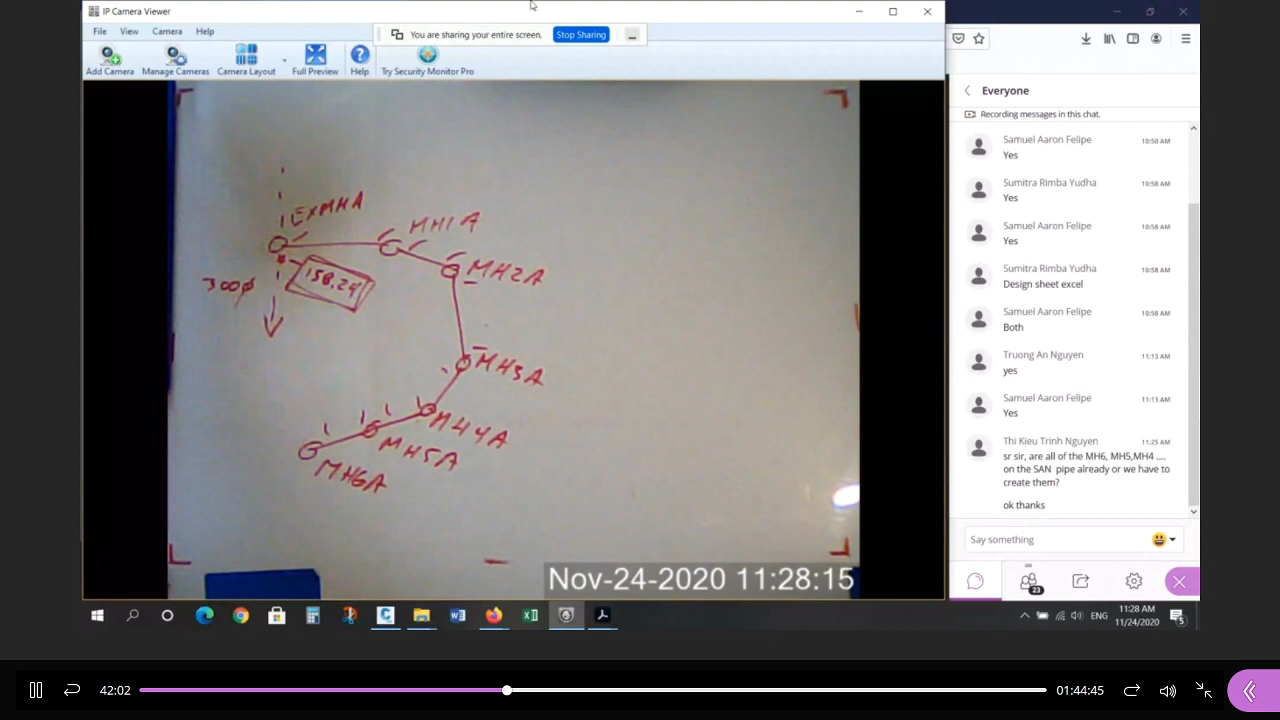 IP Camera Viewer
File View Camera Help
You are sharing your entire screen. Stop Sharing
Add Camera Manage Cameras Camera Layout Full Preview Help Try Security Monitor Pro
EXMHA
MH1A
MH2A
158.24
300ø
MH3A
MH4A
MH5A
MH6A
Nov-24-2020 11:28:15
Everyone
Recording messages in this chat.
Samuel Aaron Felipe 10:50 AM
Yes
Sumitra Rimba Yudha 10:58 AM
Yes
Samuel Aaron Felipe 10:58 AM
Yes
Sumitra Rimba Yudha 10:58 AM
Design sheet excel
Samuel Aaron Felipe 10:58 AM
Both
Truong An Nguyen 11:13 AM
yes
Samuel Aaron Felipe 11:13 AM
Yes
Thi Kieu Trinh Nguyen 11:25 AM
sr sir, are all of the MH6, MH5,MH4 ....
on the SAN pipe already or we have to
create them?
ok thanks
Say something
23
ENG
11:28 AM
11/24/2020
5
42:02
01:44:45